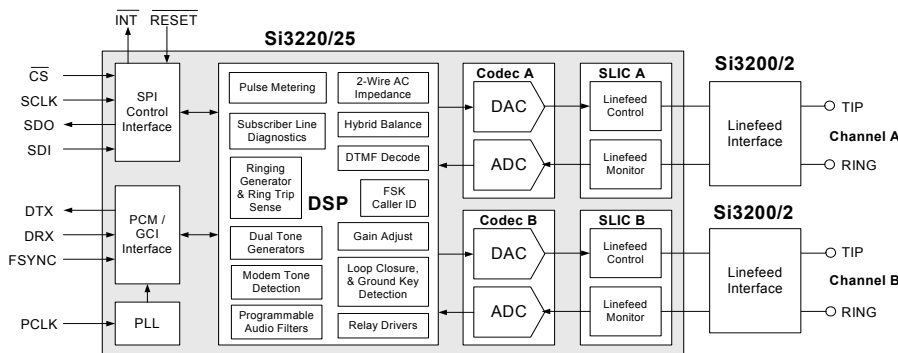 INT
RESET
Si3220/25
CS
SCLK
SDO
SDI
SPI
Control
Interface
DTX
DRX
FSYNC
PCM /
GCI
Interface
PCLK
PLL
Pulse Metering
Subscriber Line
Diagnostics
Ringing
Generator
& Ring Trip
Sense
Dual Tone
Generators
Modem Tone
Detection
Programmable
Audio Filters
DSP
2-Wire AC
Impedance
Hybrid Balance
DTMF Decode
FSK
Caller ID
Gain Adjust
Loop Closure,
& Ground Key
Detection
Relay Drivers
Codec A
DAC
ADC
SLIC A
Linefeed
Control
Linefeed
Monitor
Si3200/2
Linefeed
Interface
TIP
Channel A
RING
Codec B
DAC
ADC
SLIC B
Linefeed
Control
Linefeed
Monitor
Si3200/2
Linefeed
Interface
TIP
Channel B
RING